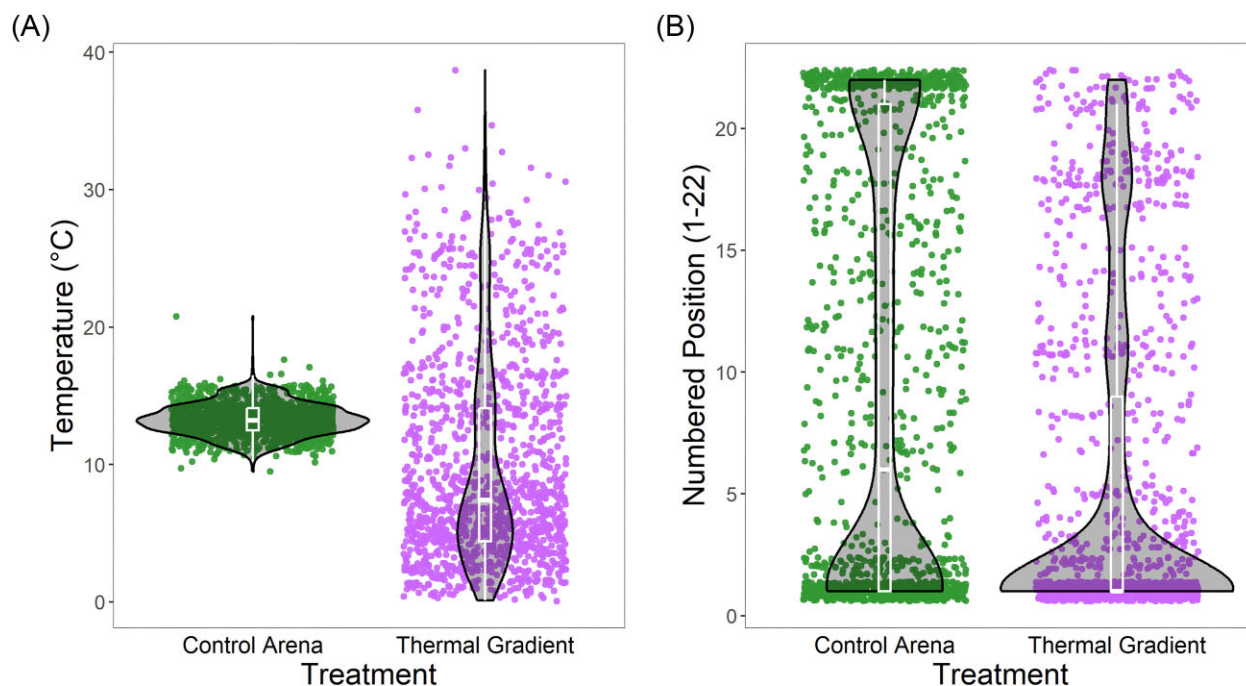 (A)
Temperature (°C)
40
30
20
10
0
Control Arena
Thermal Gradient
Treatment
(B)
Numbered Position (1-22)
20
15
10
5
0
Control Arena
Thermal Gradient
Treatment